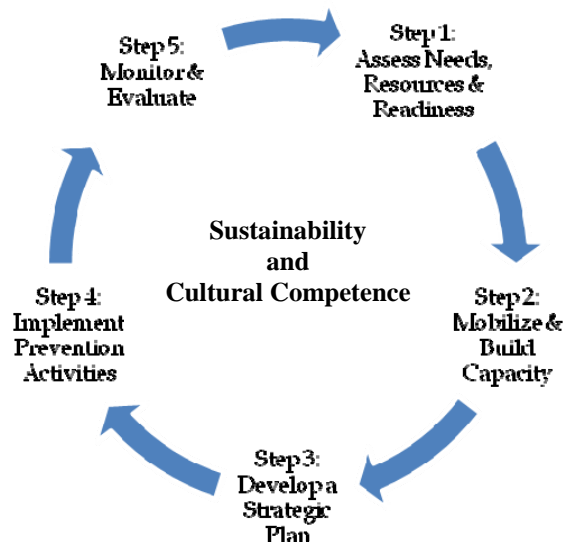 Step 1:
Assess Needs,
Resources &
Readiness
Step 2:
Mobilize &
Build
Capacity
Step 3:
Develop a
Strategic
Plan
Step 4:
Implement
Prevention
Activities
Step 5:
Monitor &
Evaluate
Sustainability
and
Cultural Competence